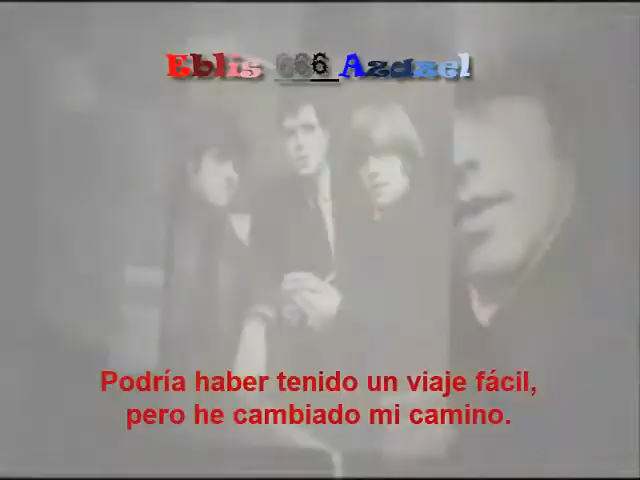 Eblis 666 Azazel
Podría haber tenido un viaje fácil,
pero he cambiado mi camino.